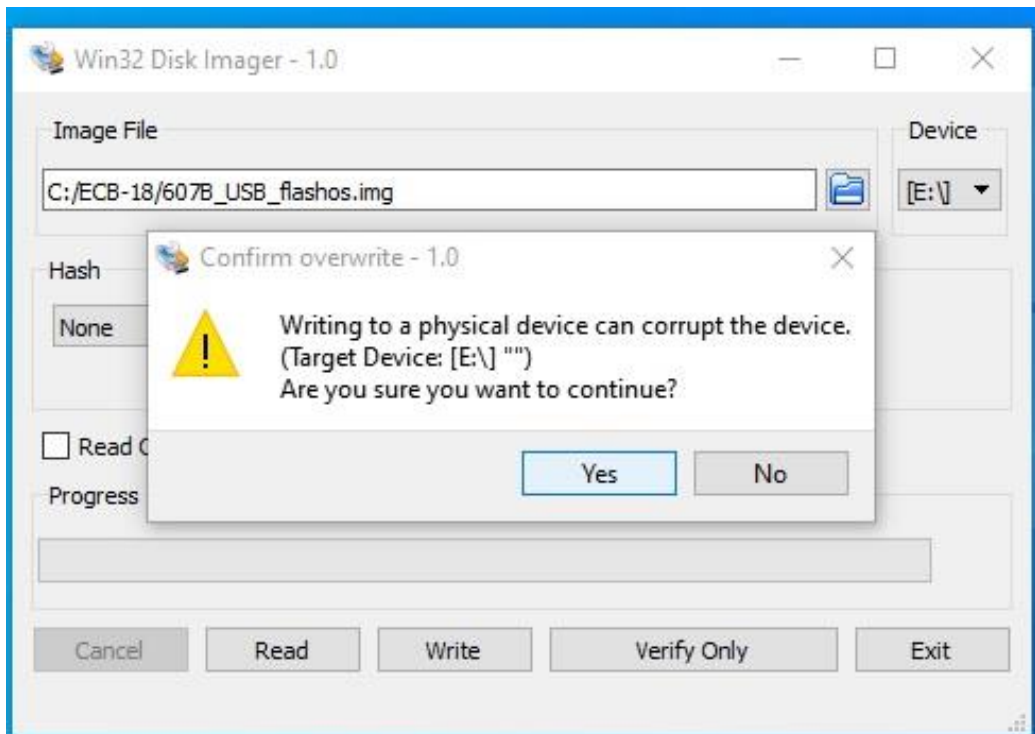 Win32 Disk Imager - 1.0
Image File
Device
C:/ECB-18/607B_USB_flashos.img
[E:\]
Hash
None
Confirm overwrite - 1.0
Writing to a physical device can corrupt the device.
(Target Device: [E:\] "")
Are you sure you want to continue?
Yes
No
Read
Progress
Cancel
Read
Write
Verify Only
Exit